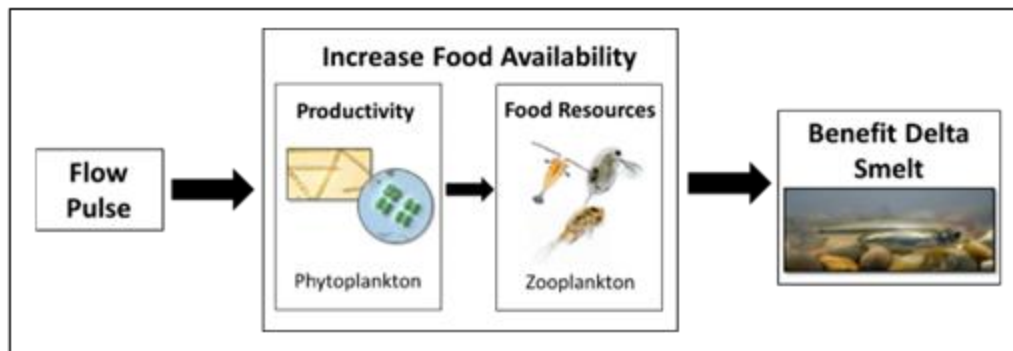 Flow
Pulse
Increase Food Availability
Productivity
Phytoplankton
Food Resources
Zooplankton
Benefit Delta
Smelt